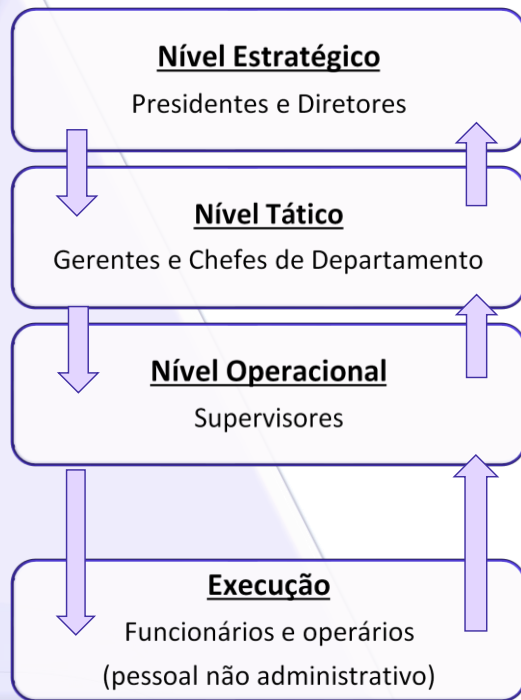 Nível Estratégico
Presidentes e Diretores
Nível Tático
Gerentes e Chefes de Departamento
Nível Operacional
Supervisores
Execução
Funcionários e operários
(pessoal não administrativo)